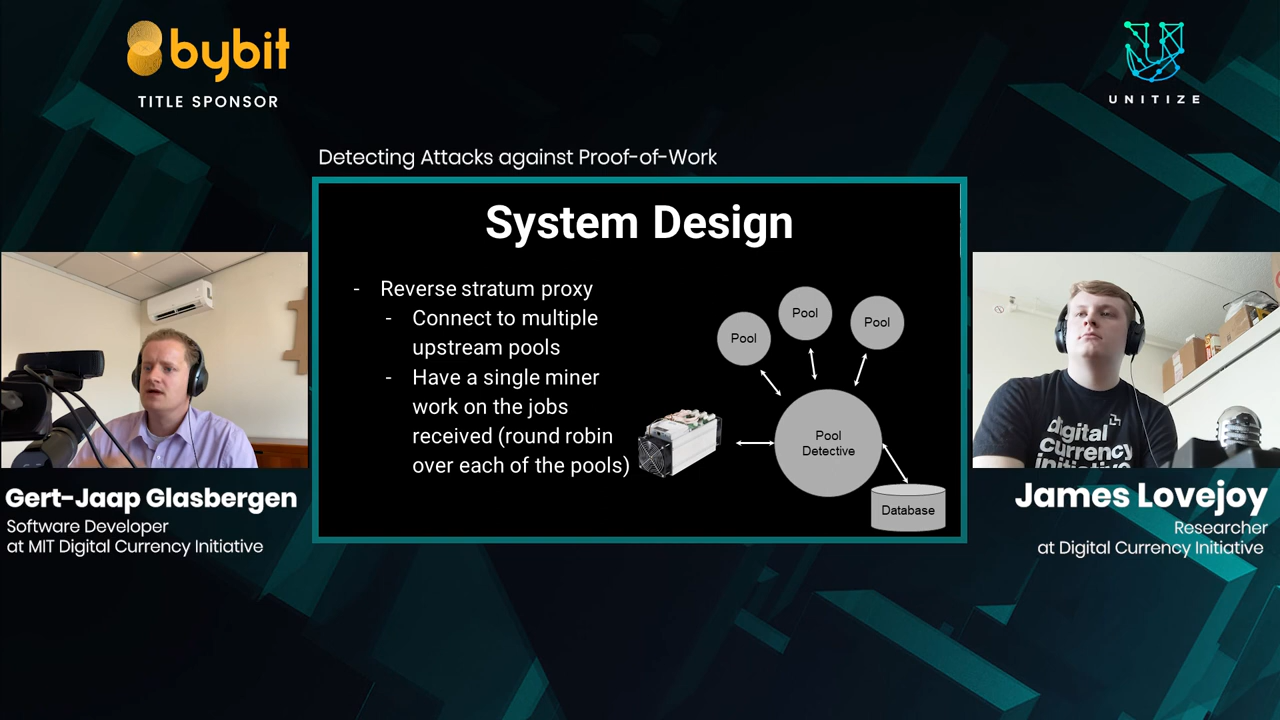 bybit
TITLE SPONSOR
UNITIZE
Detecting Attacks against Proof-of-Work
System Design
- Reverse stratum proxy
- Connect to multiple
upstream pools
- Have a single miner
work on the jobs
received (round robin
over each of the pools)
Pool
Pool
Pool
Pool
Detective
Database
Gert-Jaap Glasbergen
Software Developer
at MIT Digital Currency Initiative
digital
currency
initiative
James Lovejoy
Researcher
at Digital Currency Initiative